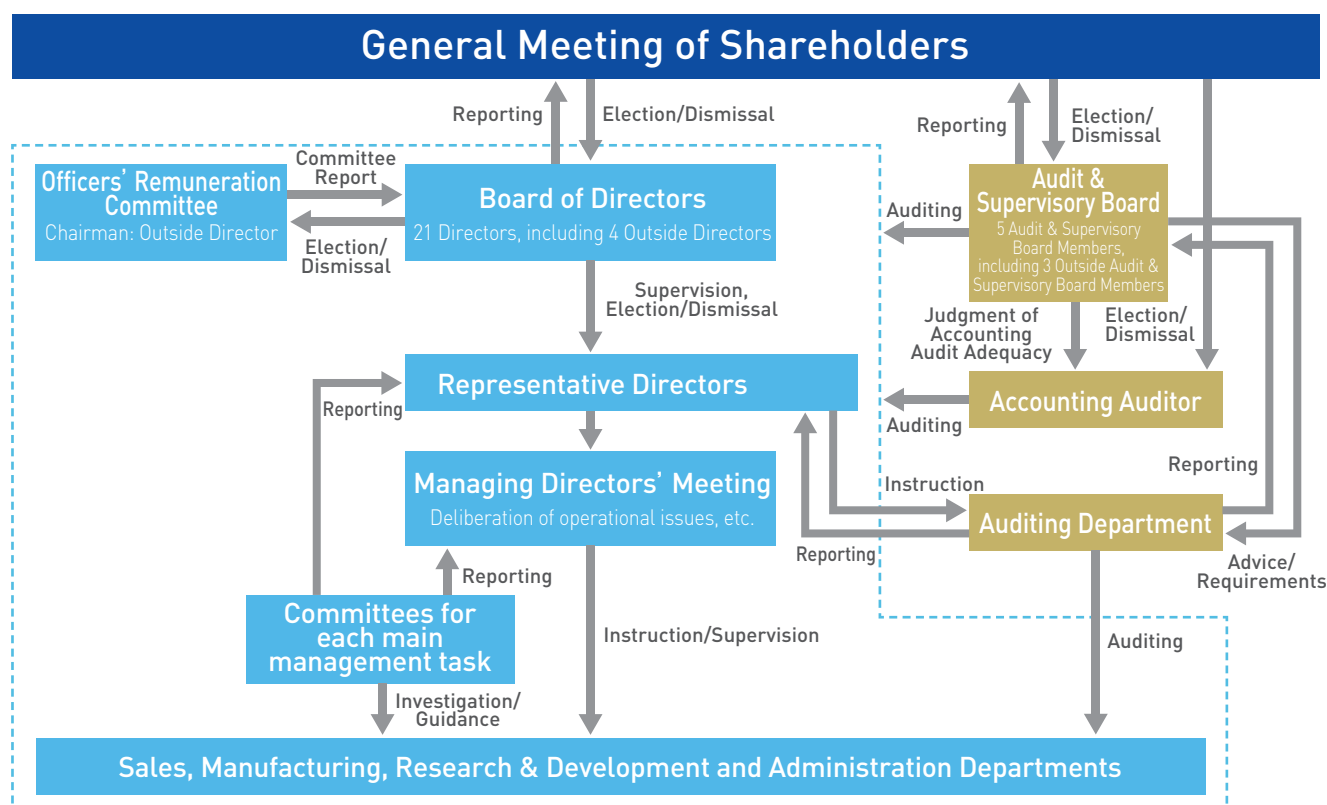 General Meeting of Shareholders
Reporting
Election/Dismissal
Reporting
Election/
Dismissal
Officers’ Remuneration
Committee
Chairman: Outside Director
Committee
Report
Election/
Dismissal
Board of Directors
21 Directors, including 4 Outside Directors
Auditing
Audit &
Supervisory Board
5 Audit & Supervisory
Board Members,
including 3 Outside Audit &
Supervisory Board Members
Supervision,
Election/Dismissal
Judgment of
Accounting
Audit Adequacy
Election/
Dismissal
Representative Directors
Reporting
Accounting Auditor
Auditing
Managing Directors’ Meeting
Deliberation of operational issues, etc.
Instruction
Reporting
Auditing Department
Reporting
Advice/
Requirements
Reporting
Committees for
each main
management task
Instruction/Supervision
Auditing
Investigation/
Guidance
Sales, Manufacturing, Research & Development and Administration Departments